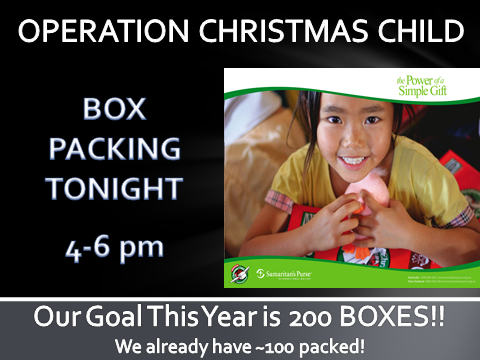 OPERATION CHRISTMAS CHILD
BOX
PACKING
TONIGHT
4-6 pm
the Power of a
Simple Gift
Samaritan's Purse
Our Goal This Year is 200 BOXES!!
We already have ~100 packed!